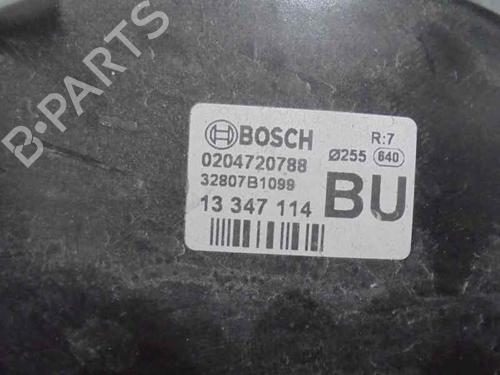 B-PARTS
BOSCH
R:7
0204720788
Ø255 640
32807B1099
13 347 114
BU